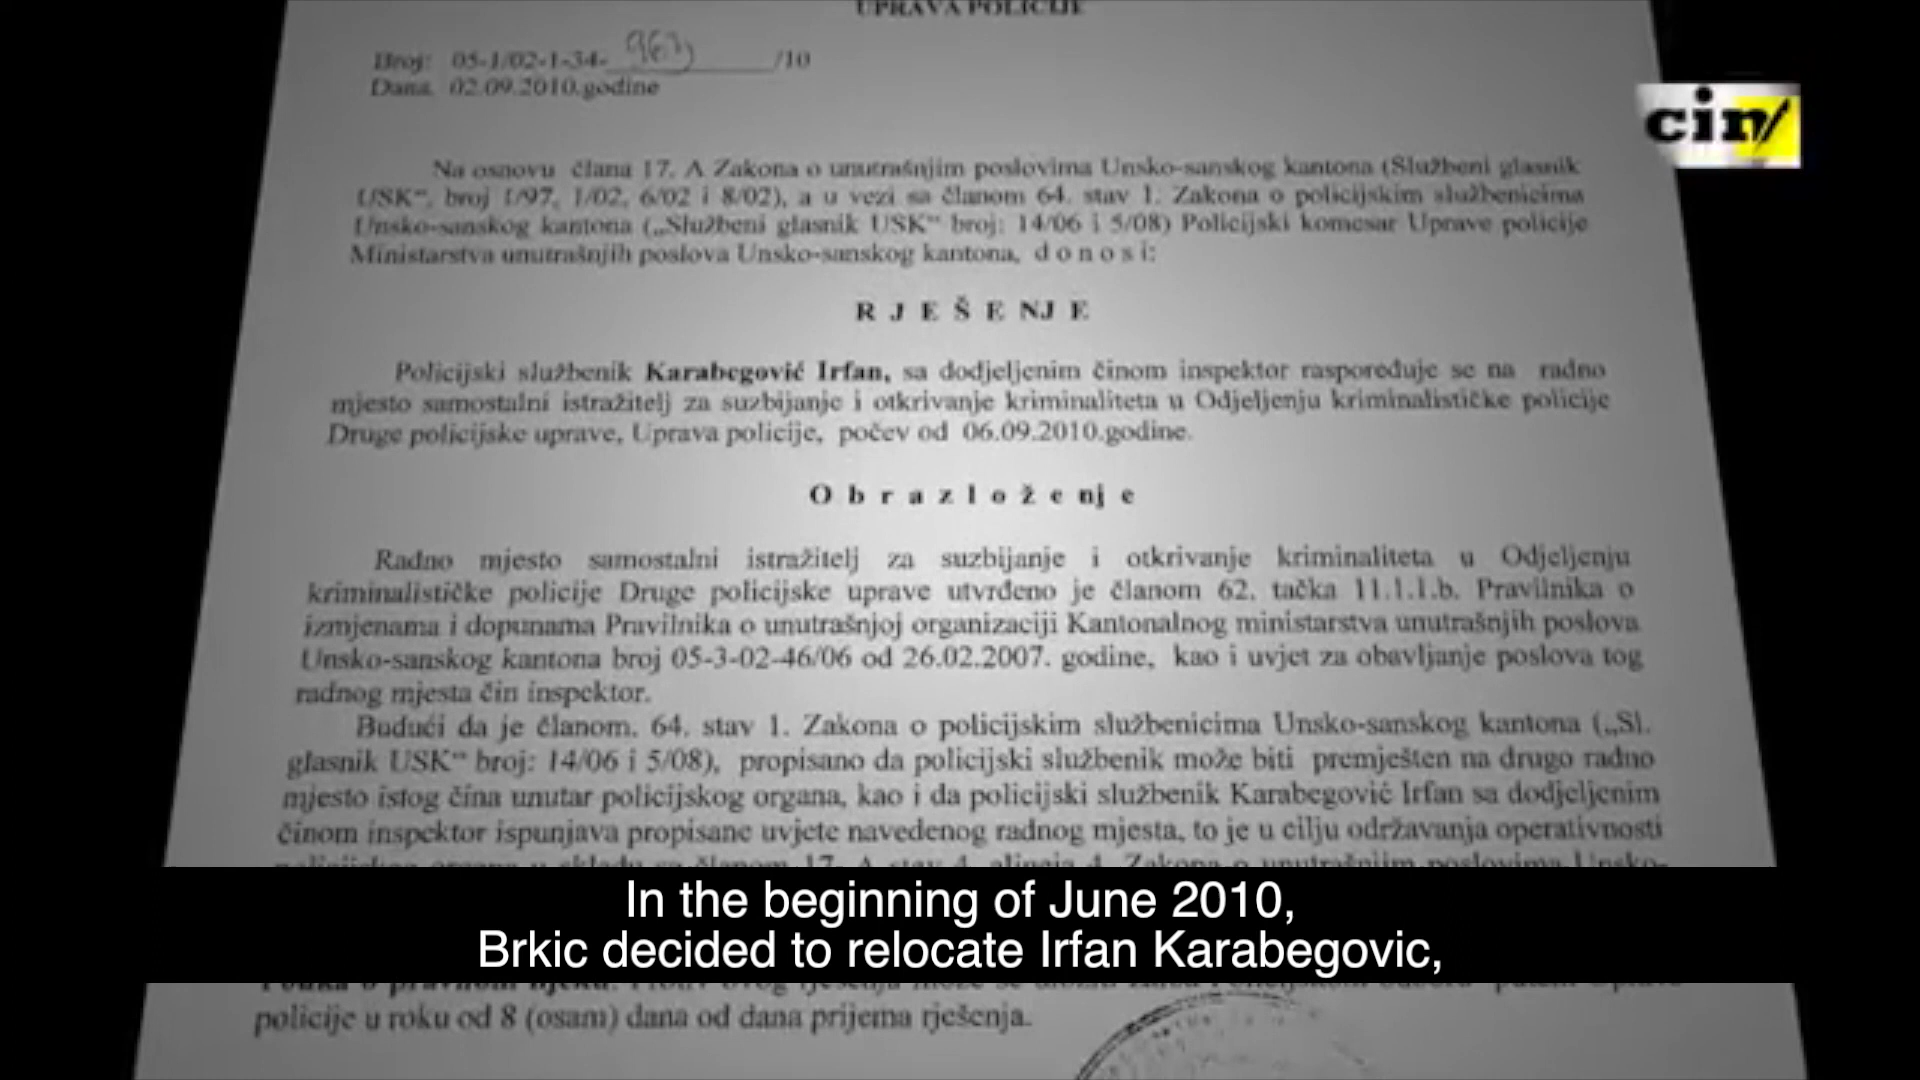 UPRAVA POLICIJE
Broj: 05-1/02-1-34- /10
Dana. 02.09.2010.godine
cin/
Na osnovu člana 17. A Zakona o unutrašnjim poslovima Unsko-sanskog kantona (Službeni glasnik
USK“, broj 1/97, 1/02, 6/02 i 8/02), a u vezi sa članom 64. stav 1. Zakona o policijskim službenicima
Unsko-sanskog kantona („Službeni glasnik USK“ broj: 14/06 i 5/08) Policijski komesar Uprave policije
Ministarstva unutrašnjih poslova Unsko-sanskog kantona, d o n o s i:
R J E Š E NJ E
Policijski službenik Karabegović Irfan, sa dodjeljenim činom inspektor raspoređuje se na radno
mjesto samostalni istražitelj za suzbijanje i otkrivanje kriminaliteta u Odjeljenju kriminalističke policije
Druge policijske uprave, Uprava policije, počev od 06.09.2010.godine.
O b r a z l o ž e nj e
Radno mjesto samostalni istražitelj za suzbijanje i otkrivanje kriminaliteta u Odjeljenju
kriminalističke policije Druge policijske uprave utvrđeno je članom 62. tačka 11.1.1.b. Pravilnika o
izmjenama i dopunama Pravilnika o unutrašnjoj organizaciji Kantonalnog ministarstva unutrašnjih poslova
Unsko-sanskog kantona broj 05-3-02-46/06 od 26.02.2007. godine, kao i uvjet za obavljanje poslova tog
radnog mjesta čin inspektor.
Budući da je članom. 64. stav 1. Zakona o policijskim službenicima Unsko-sanskog kantona („Sl.
glasnik USK“ broj: 14/06 i 5/08), propisano da policijski službenik može biti premješten na drugo radno
mjesto istog čina unutar policijskog organa, kao i da policijski službenik Karabegović Irfan sa dodjeljenim
činom inspektor ispunjava propisane uvjete navedenog radnog mjesta, to je u cilju održavanja operativnosti
In the beginning of June 2010,
Brkic decided to relocate Irfan Karabegovic,
policije u roku od 8 (osam) dana od dana prijema rješenja.